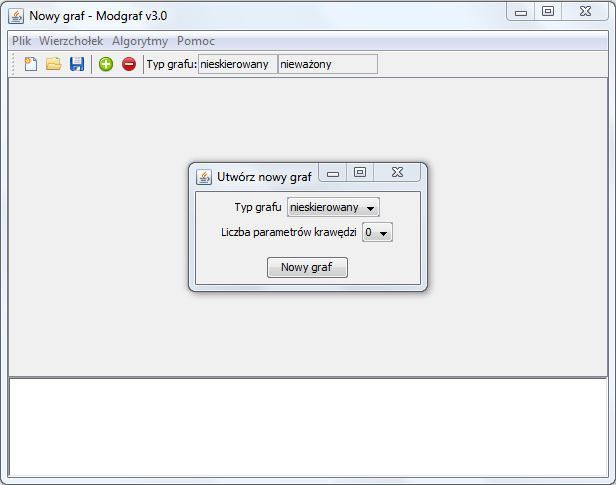 Nowy graf - Modgraf v3.0
Plik Wierzchołek Algorytmy Pomoc
Typ grafu: nieskierowany nieważony
Utwórz nowy graf
Typ grafu nieskierowany
Liczba parametrów krawędzi 0
Nowy graf